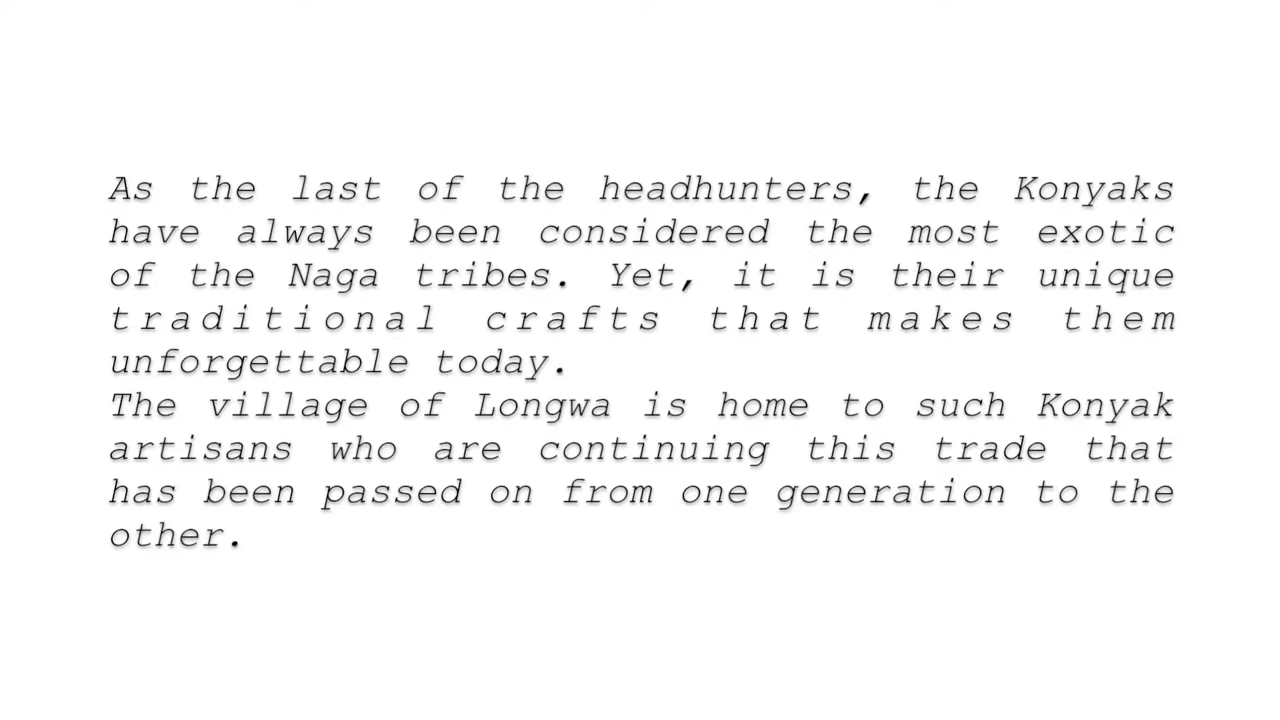 As the last of the headhunters, the Konyaks
have always been considered the most exotic
of the Naga tribes. Yet, it is their unique
traditional crafts that makes them
unforgettable today.
The village of Longwa is home to such Konyak
artisans who are continuing this trade that
has been passed on from one generation to the
other.